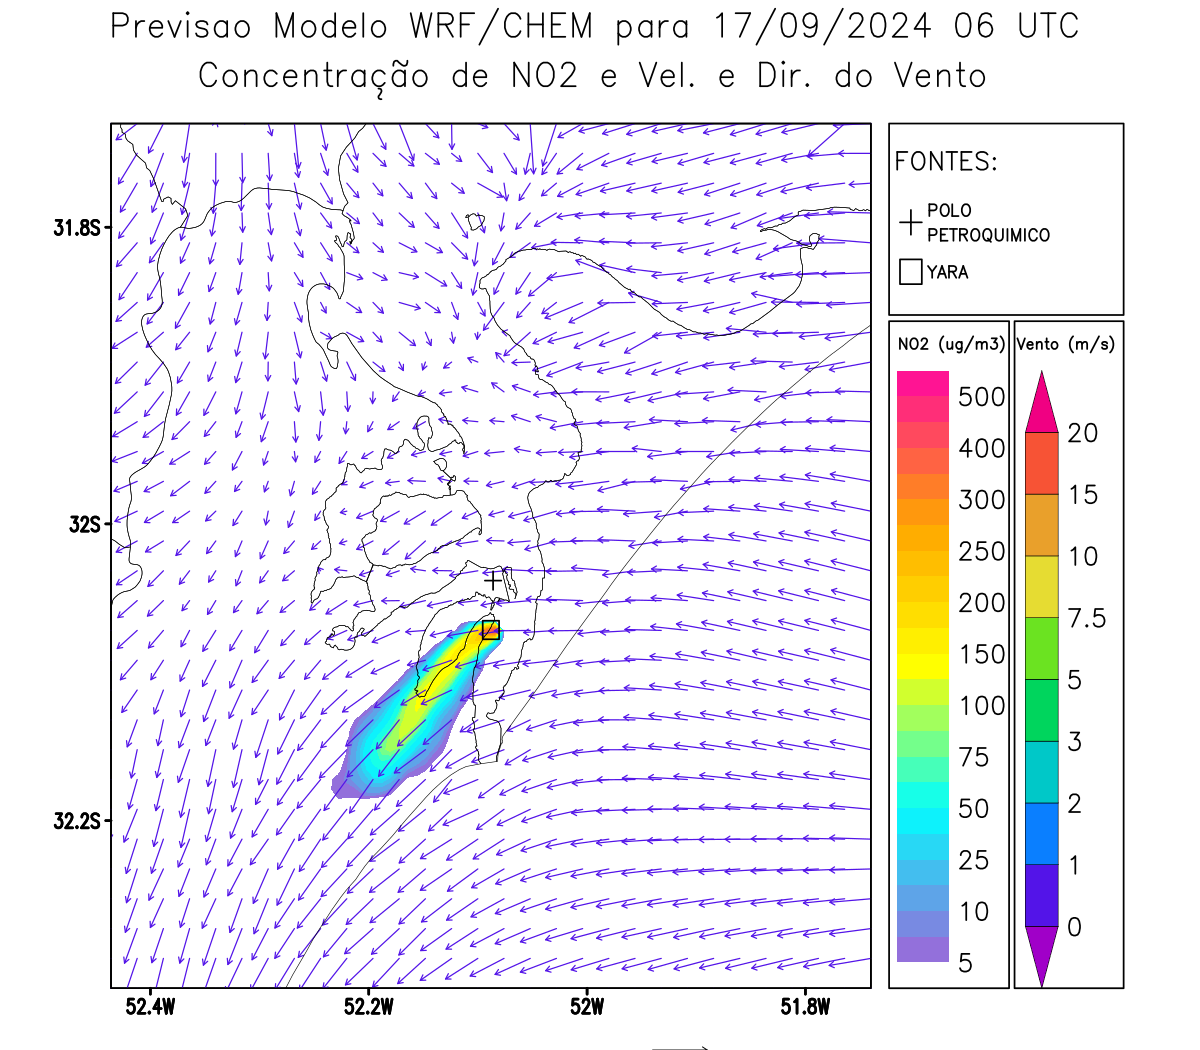 Previsao Modelo WRF/CHEM para 17/09/2024 06 UTC
Concentração de NO2 e Vel. e Dir. do Vento
FONTES:
POLO
PETROQUIMICO
YARA
NO2 (ug/m3)
500
400
300
250
200
150
100
75
50
25
10
5
Vento (m/s)
20
15
10
7.5
5
3
2
1
0
31.8S
32S
32.2S
52.4W
52.2W
52W
51.8W